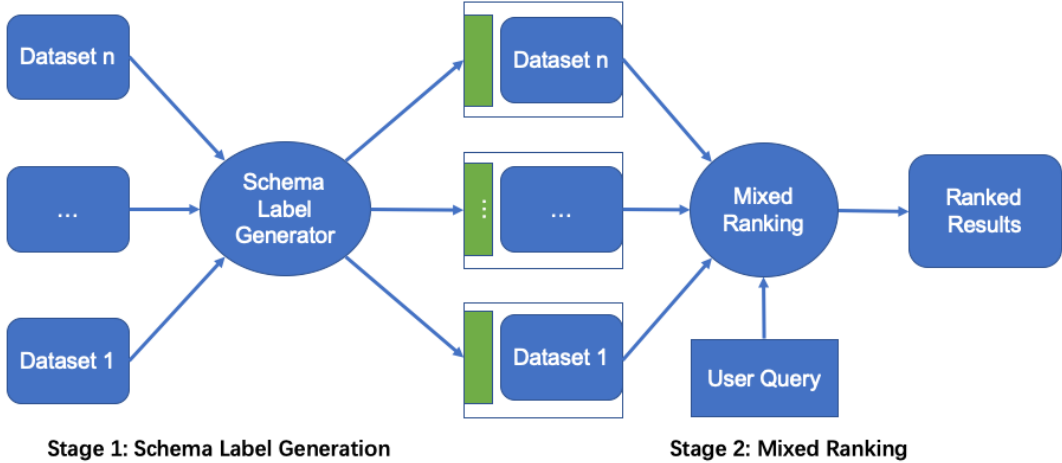 Dataset n
...
Dataset 1
Schema
Label
Generator
Dataset n
...
...
Dataset 1
Mixed
Ranking
User Query
Ranked
Results
Stage 1: Schema Label Generation
Stage 2: Mixed Ranking